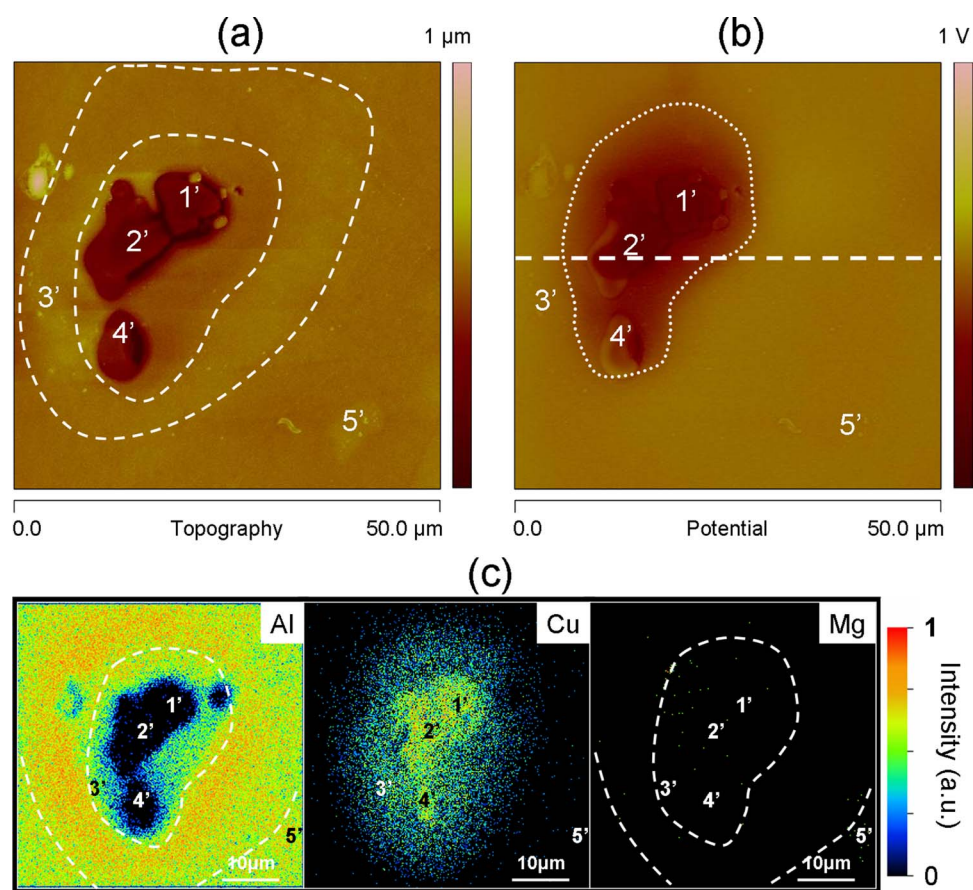 (a)
(b)
1 µm
1 V
1'
2'
3'
4'
5'
1'
2'
3'
4'
5'
0.0 Topography 50.0 µm
0.0 Potential 50.0 µm
(c)
Al
Cu
Mg
1'
2'
3'
4'
5'
10µm
1'
2'
3'
4'
5'
10µm
1'
2'
3'
4'
5'
10µm
1
Intensity (a.u.)
0